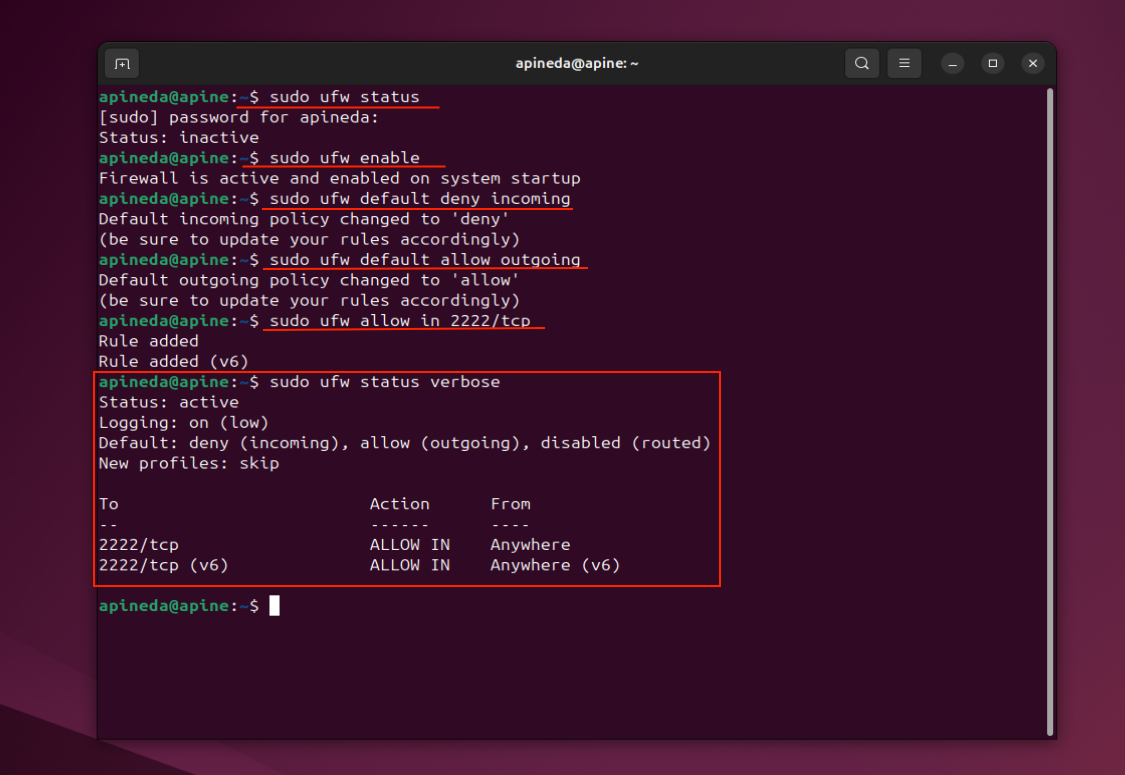 apineda@apine: ~
apineda@apine:~$ sudo ufw status
[sudo] password for apineda:
Status: inactive
apineda@apine:~$ sudo ufw enable
Firewall is active and enabled on system startup
apineda@apine:~$ sudo ufw default deny incoming
Default incoming policy changed to 'deny'
(be sure to update your rules accordingly)
apineda@apine:~$ sudo ufw default allow outgoing
Default outgoing policy changed to 'allow'
(be sure to update your rules accordingly)
apineda@apine:~$ sudo ufw allow in 2222/tcp
Rule added
Rule added (v6)
apineda@apine:~$ sudo ufw status verbose
Status: active
Logging: on (low)
Default: deny (incoming), allow (outgoing), disabled (routed)
New profiles: skip
To                         Action      From
--                         ------      ----
2222/tcp                   ALLOW IN    Anywhere
2222/tcp (v6)              ALLOW IN    Anywhere (v6)
apineda@apine:~$